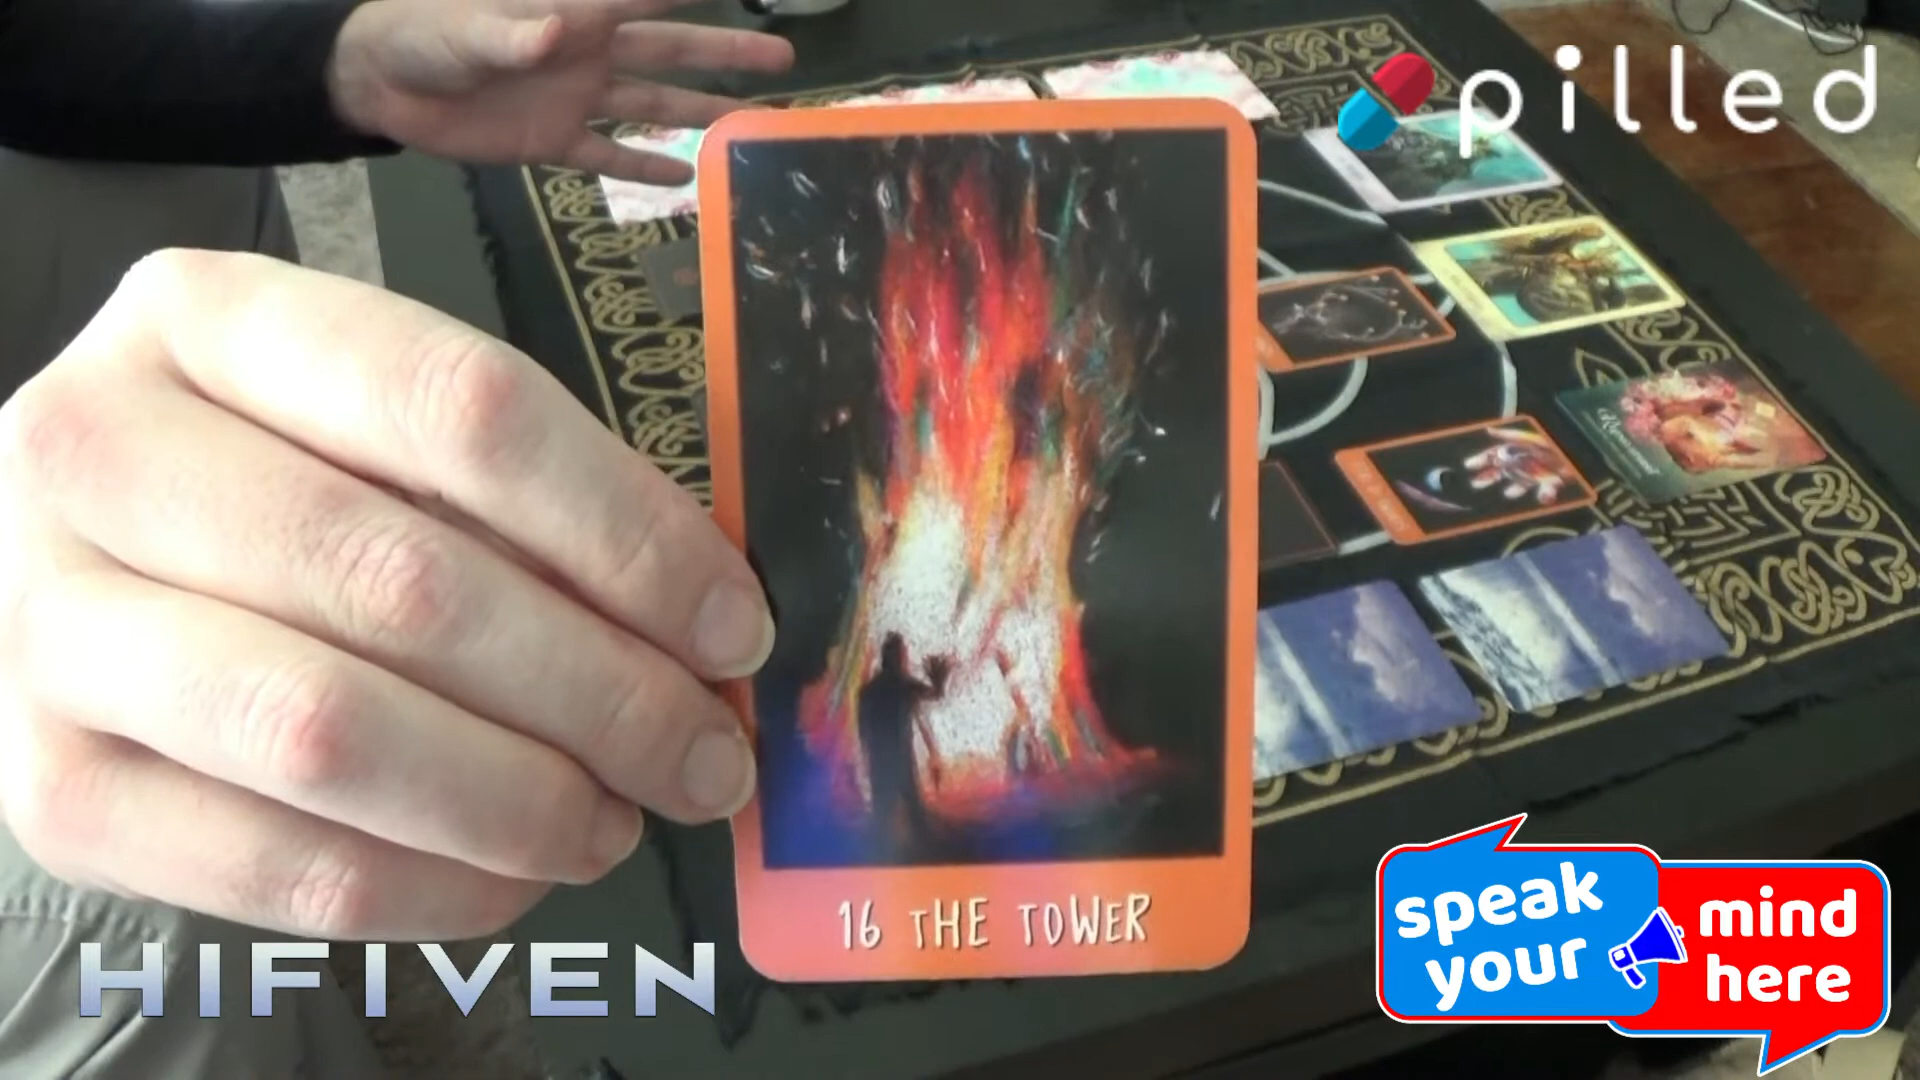 pilled
16 THE TOWER
HIFIVEN
speak
your
mind
here